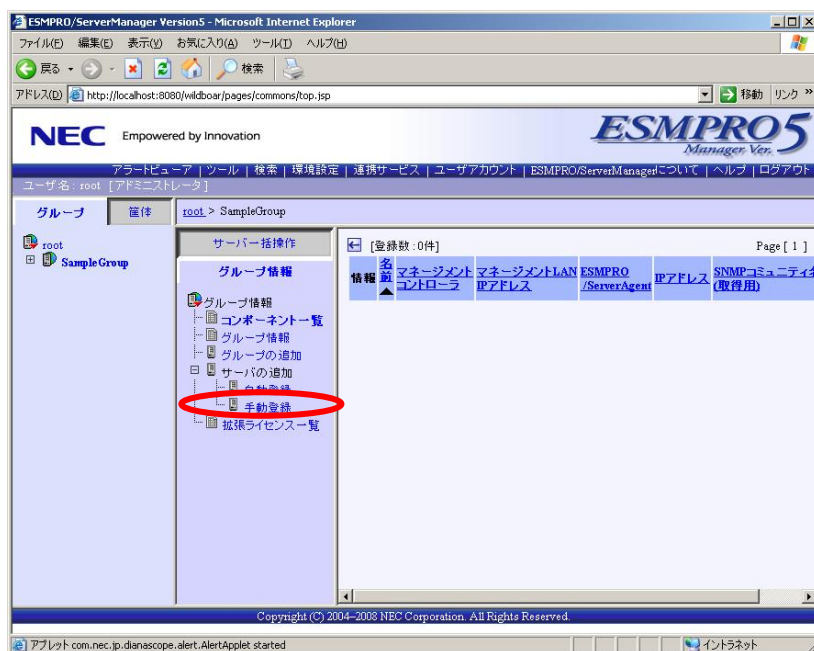 ESMPRO/ServerManager Version5 - Microsoft Internet Explorer
ファイル(F) 編集(E) 表示(V) お気に入り(A) ツール(T) ヘルプ(H)
戻る 検索
アドレス(D) http://localhost:8080/wildboar/pages/commons/top.jsp 移動 リンク »
NEC Empowered by Innovation
ESMPRO5
Manager, Ver.
アラートビューア | ツール | 検索 | 環境設定 | 連携サービス | ユーザアカウント | ESMPRO/ServerManagerについて | ヘルプ | ログアウト
ユーザ名 : root [アドミニストレータ]
グループ 筐体 root > SampleGroup
root
SampleGroup
サーバー括操作
グループ情報
グループ情報
コンポーネント一覧
グループ情報
グループの追加
サーバの追加
自動登録
手動登録
拡張ライセンス一覧
[登録数 : 0件] Page [ 1 ]
情報 名前▲ マネージメントコントローラ マネージメントLAN IPアドレス ESMPRO/ServerAgent IPアドレス SNMPコミュニティ名(取得用)
Copyright (C) 2004-2008 NEC Corporation. All Rights Reserved.
アプレット com.nec.jp.dianascope.alert.AlertApplet started イントラネット